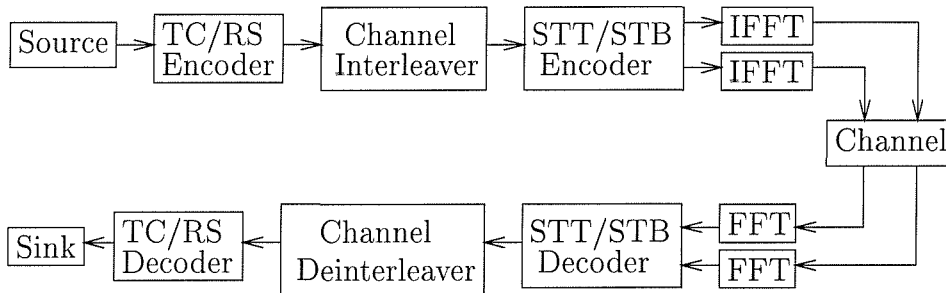 Source
TC/RS
Encoder
Channel
Interleaver
STT/STB
Encoder
IFFT
IFFT
Channel
Sink
TC/RS
Decoder
Channel
Deinterleaver
STT/STB
Decoder
FFT
FFT